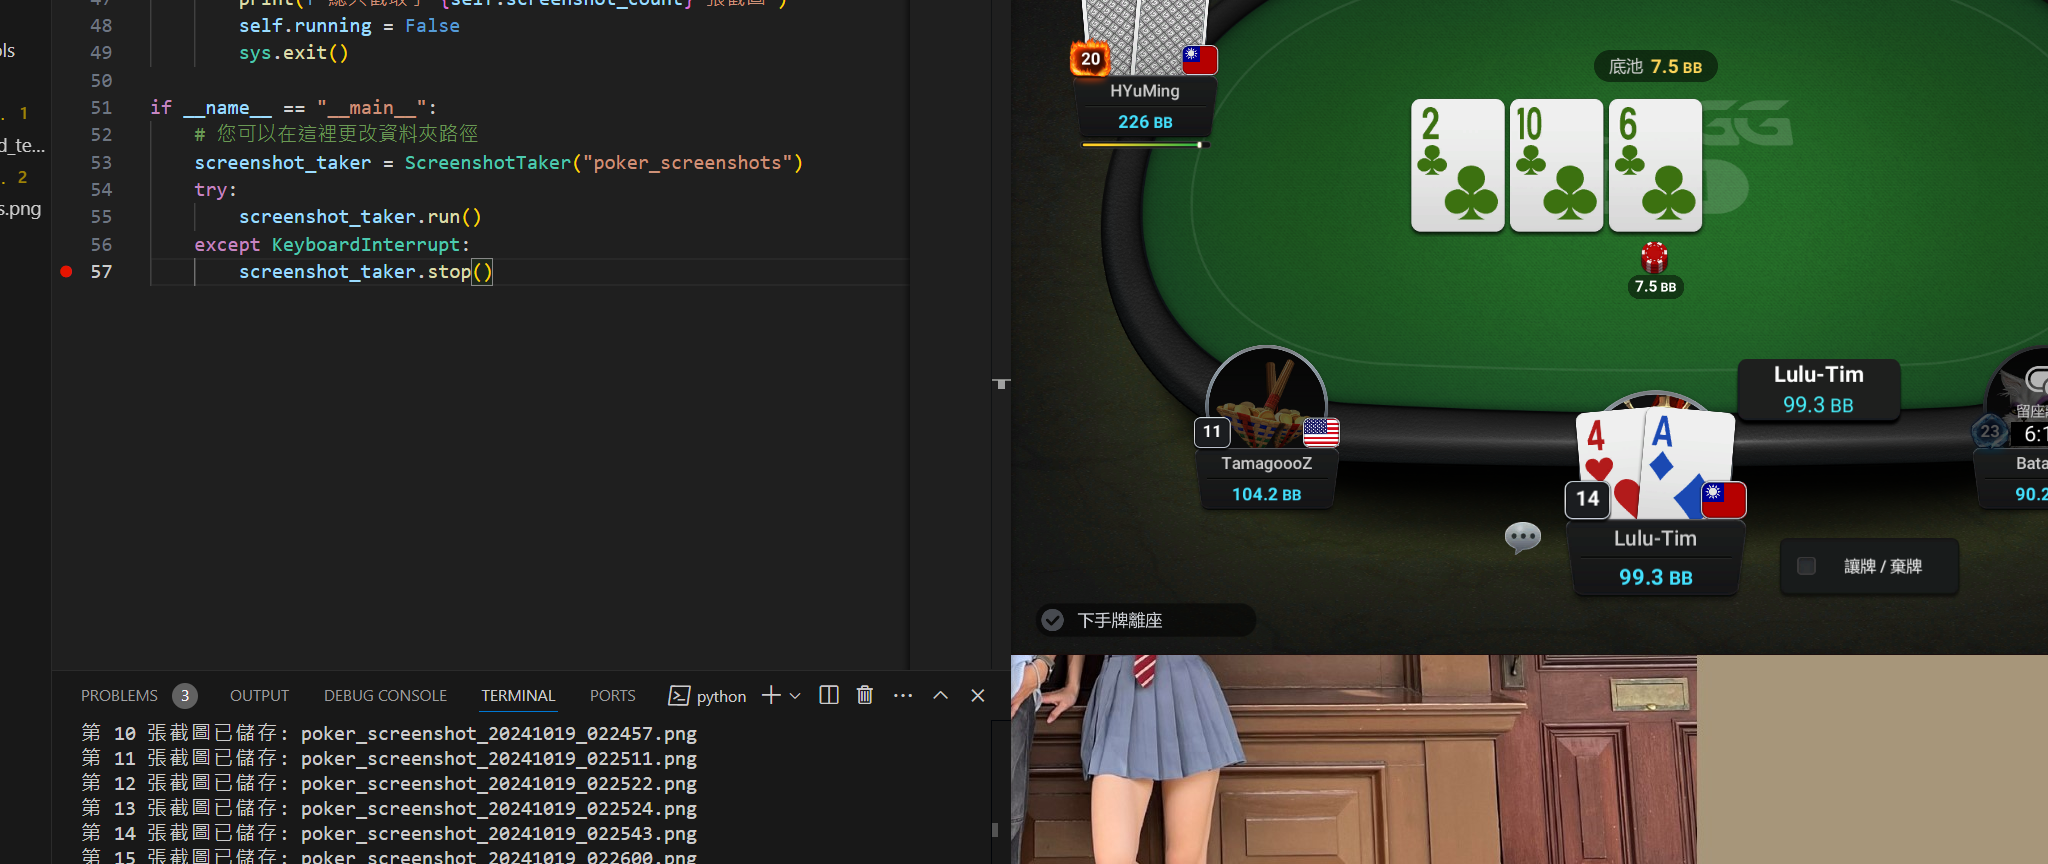 47 print(f"總共截取了 {self.screenshot_count} 張截圖")
48 self.running = False
49 sys.exit()
50
51 if __name__ == "__main__":
52 # 您可以在這裡更改資料夾路徑
53 screenshot_taker = ScreenshotTaker("poker_screenshots")
54 try:
55 screenshot_taker.run()
56 except KeyboardInterrupt:
57 screenshot_taker.stop()
ols
. 1
d_te...
. 2
s.png
PROBLEMS 3 OUTPUT DEBUG CONSOLE TERMINAL PORTS python
第 10 張截圖已儲存: poker_screenshot_20241019_022457.png
第 11 張截圖已儲存: poker_screenshot_20241019_022511.png
第 12 張截圖已儲存: poker_screenshot_20241019_022522.png
第 13 張截圖已儲存: poker_screenshot_20241019_022524.png
第 14 張截圖已儲存: poker_screenshot_20241019_022543.png
第 15 張截圖已儲存: poker_screenshot_20241019_022600.png
20
HYuMing
226 BB
底池 7.5 BB
2 10 6
GG
7.5 BB
11
TamagoooZ
104.2 BB
Lulu-Tim
99.3 BB
4 A
14
Lulu-Tim
99.3 BB
23
6:1
Bata
90.2
讓牌 / 棄牌
下手牌離座